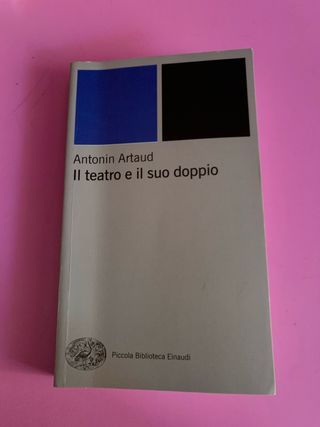 Antonin Artaud
Il teatro e il suo doppio
Piccola Biblioteca Einaudi